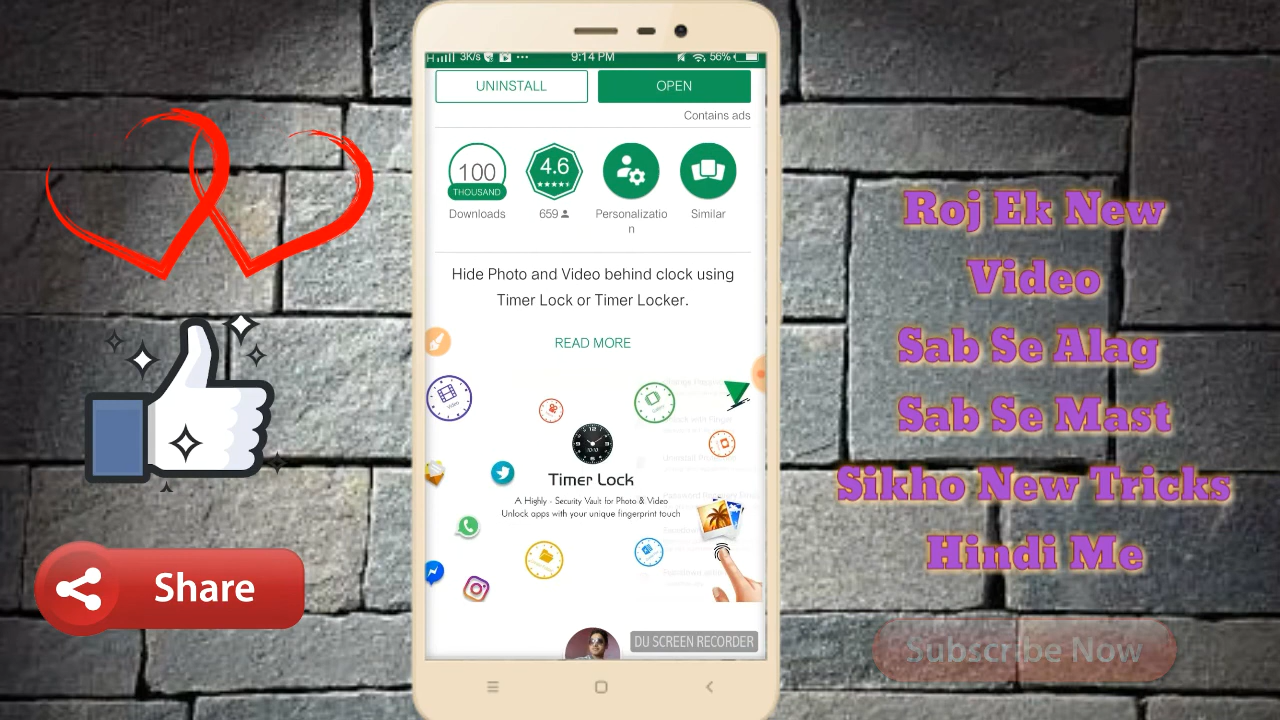 H 3K/s 9:14 PM 56%
UNINSTALL OPEN
Contains ads
100 THOUSAND
Downloads
4.6
659
Personalizatio
n
Similar
Hide Photo and Video behind clock using
Timer Lock or Timer Locker.
READ MORE
Timer Lock
A Highly - Security Vault for Photo & Video
Unlock apps with your unique fingerprint touch
DU SCREEN RECORDER
Share
Roj Ek New
Video
Sab Se Alag
Sab Se Mast
Sikho New Tricks
Hindi Me
Subscribe Now